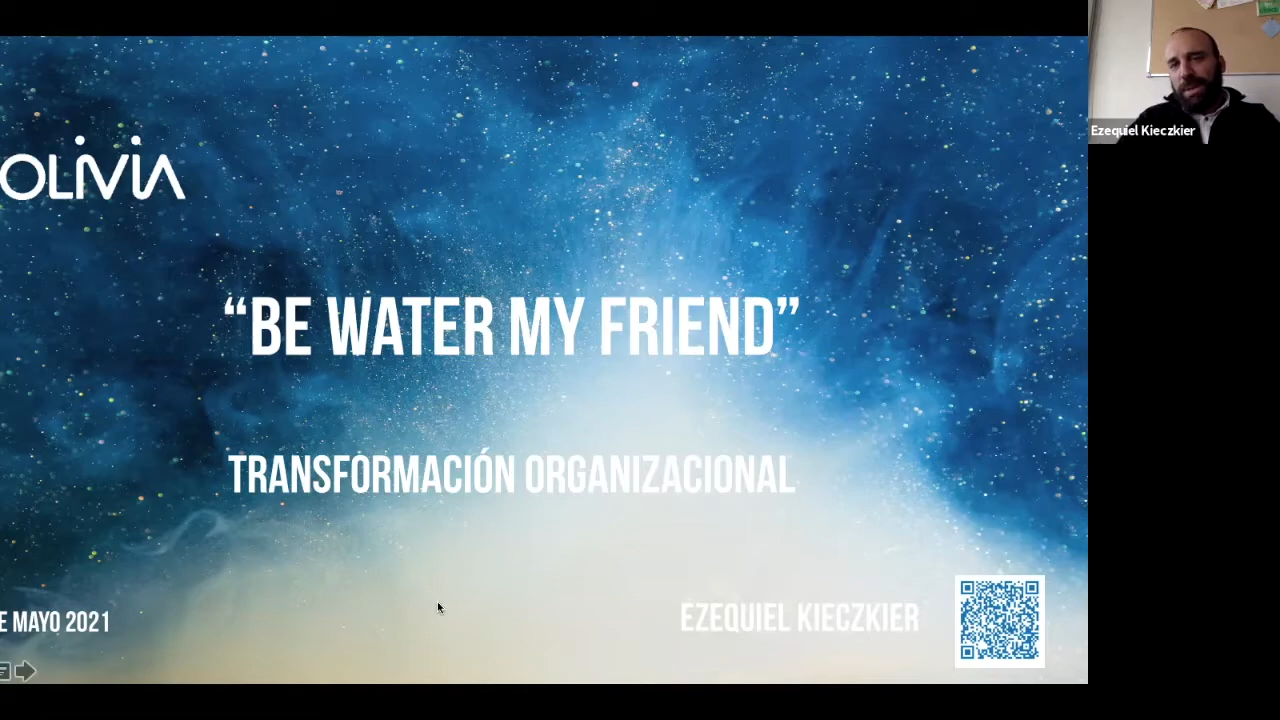 OLIVIA
Ezequiel Kieczkier
“BE WATER MY FRIEND”
TRANSFORMACIÓN ORGANIZACIONAL
E MAYO 2021
EZEQUIEL KIECZKIER